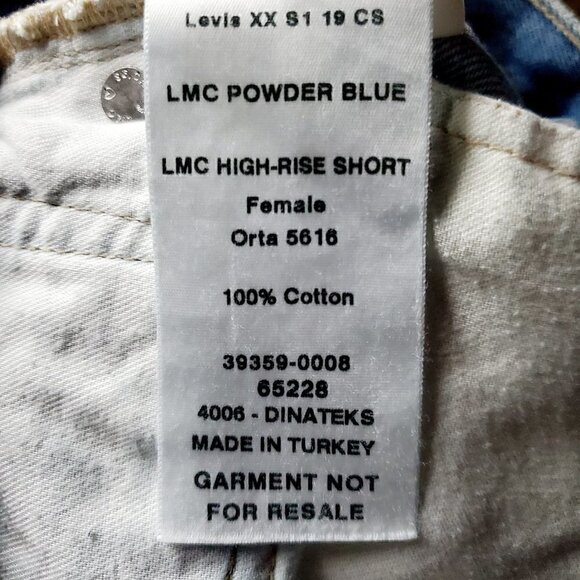 Levis XX S1 19 CS
LMC POWDER BLUE
LMC HIGH-RISE SHORT
Female
Orta 5616
100% Cotton
39359-0008
65228
4006 - DINATEKS
MADE IN TURKEY
GARMENT NOT
FOR RESALE